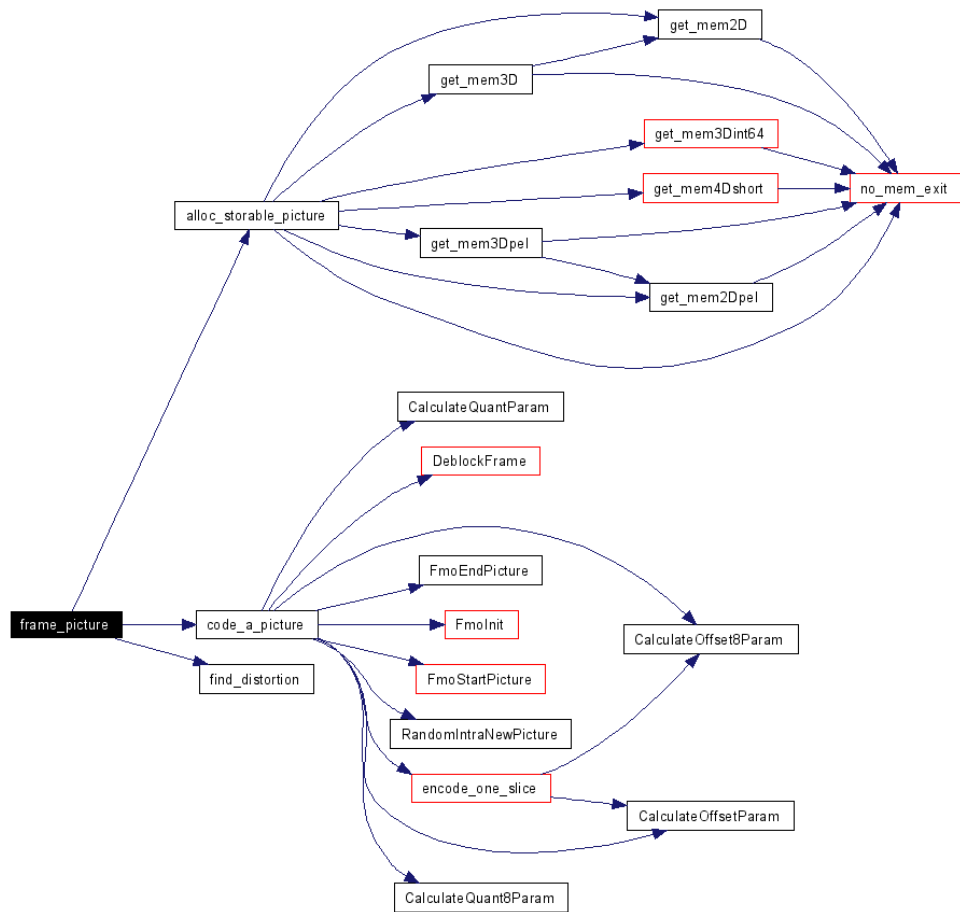 get_mem2D
get_mem3D
get_mem3Dint64
no_mem_exit
get_mem4Dshort
alloc_storable_picture
get_mem3Dpel
get_mem2Dpel
CalculateQuantParam
DeblockFrame
FmoEndPicture
frame_picture
code_a_picture
FmoInit
CalculateOffset8Param
find_distortion
FmoStartPicture
RandomIntraNewPicture
encode_one_slice
CalculateOffsetParam
CalculateQuant8Param